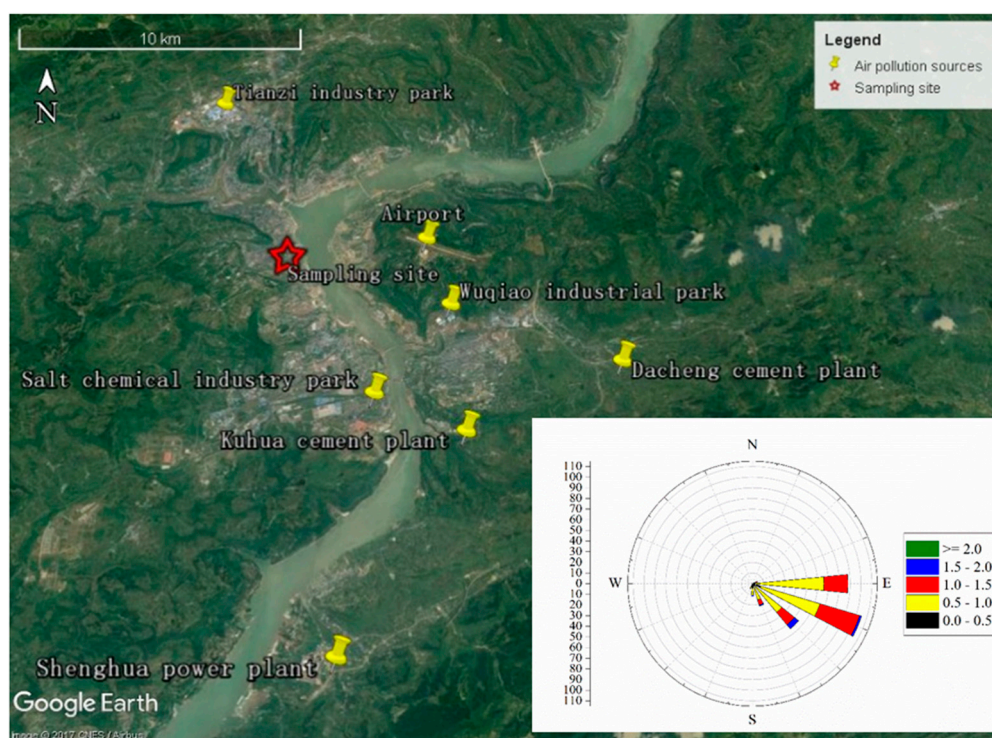 10 km
N
Legend
Air pollution sources
Sampling site
Tianzi industry park
Airport
Sampling site
Wuqiao industrial park
Dacheng cement plant
Salt chemical industry park
Kuhua cement plant
Shenghua power plant
Google Earth
Image © 2017 CNES / Airbus
N
W
E
S
110
100
90
80
70
60
50
40
30
20
10
0
10
20
30
40
50
60
70
80
90
100
110
>= 2.0
1.5 - 2.0
1.0 - 1.5
0.5 - 1.0
0.0 - 0.5